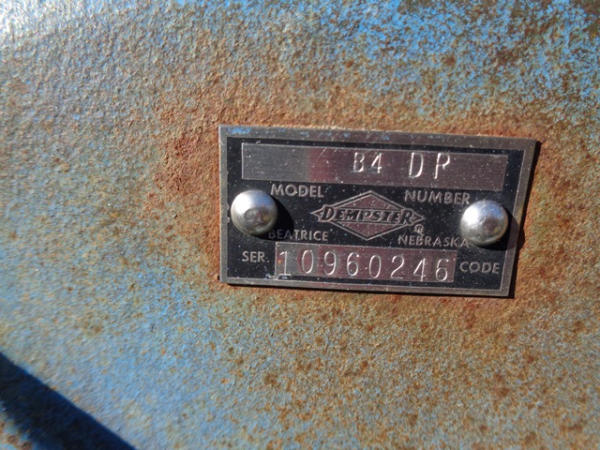 B4 DP
MODEL NUMBER
DEMPSTER ®
BEATRICE NEBRASKA
SER. 10960246 CODE